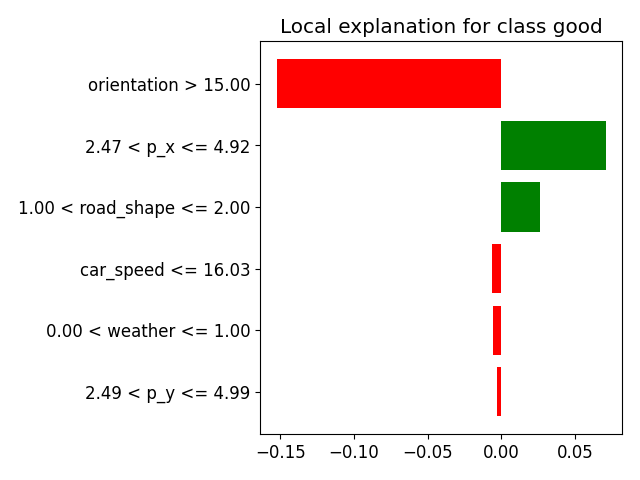 Local explanation for class good
orientation > 15.00
2.47 < p_x <= 4.92
1.00 < road_shape <= 2.00
car_speed <= 16.03
0.00 < weather <= 1.00
2.49 < p_y <= 4.99
−0.15 −0.10 −0.05 0.00 0.05